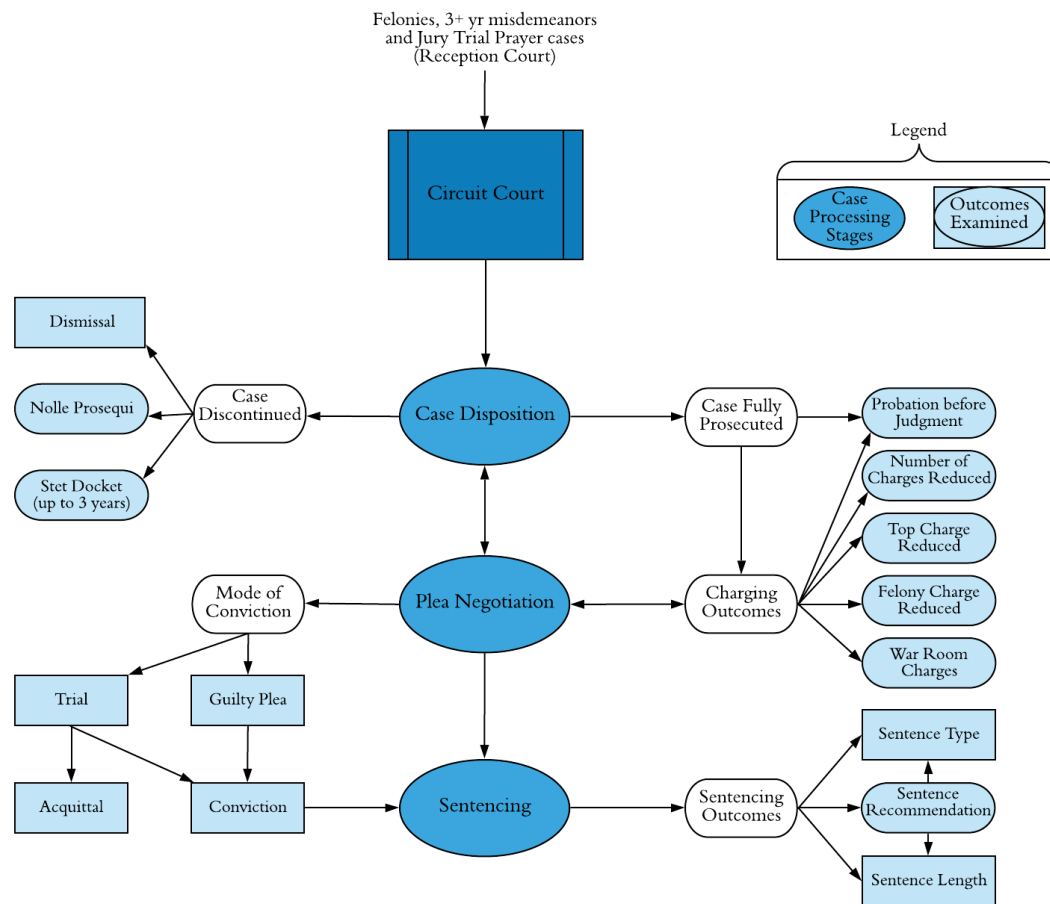 Felonies, 3+ yr misdemeanors
and Jury Trial Prayer cases
(Reception Court)
Legend
Circuit Court
Case
Processing
Stages
Outcomes
Examined
Dismissal
Nolle Prosequi
Case
Discontinued
Case Disposition
Case Fully
Prosecuted
Probation before
Judgment
Stet Docket
(up to 3 years)
Number of
Charges Reduced
Top Charge
Reduced
Mode of
Conviction
Plea Negotiation
Charging
Outcomes
Felony Charge
Reduced
War Room
Charges
Trial
Guilty Plea
Sentence Type
Acquittal
Conviction
Sentencing
Sentencing
Outcomes
Sentence
Recommendation
Sentence Length